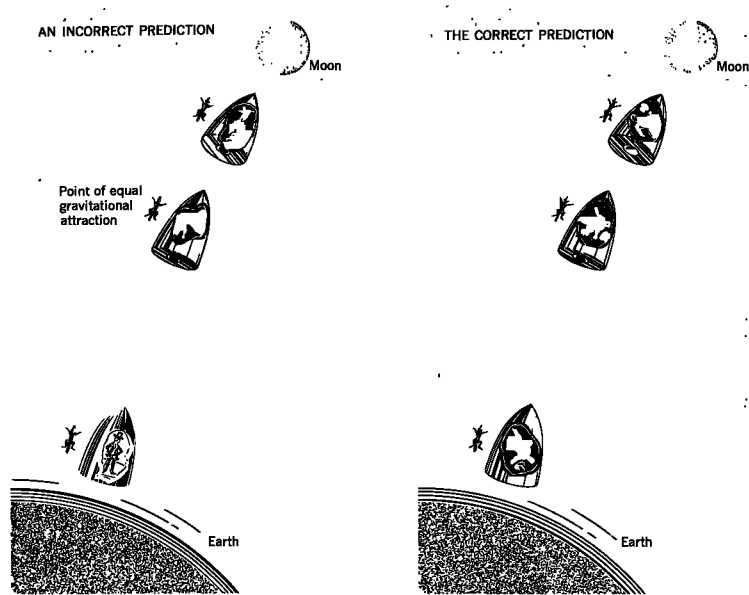 AN INCORRECT PREDICTION
Moon
Point of equal
gravitational
attraction
Earth
THE CORRECT PREDICTION
Moon
Earth